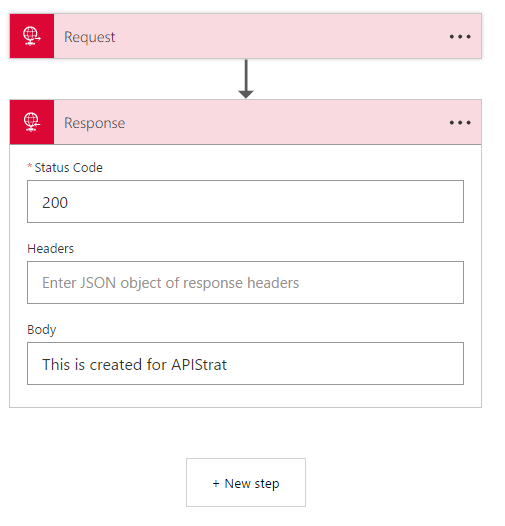 Request
Response
* Status Code
200
Headers
Enter JSON object of response headers
Body
This is created for APIStrat
+ New step